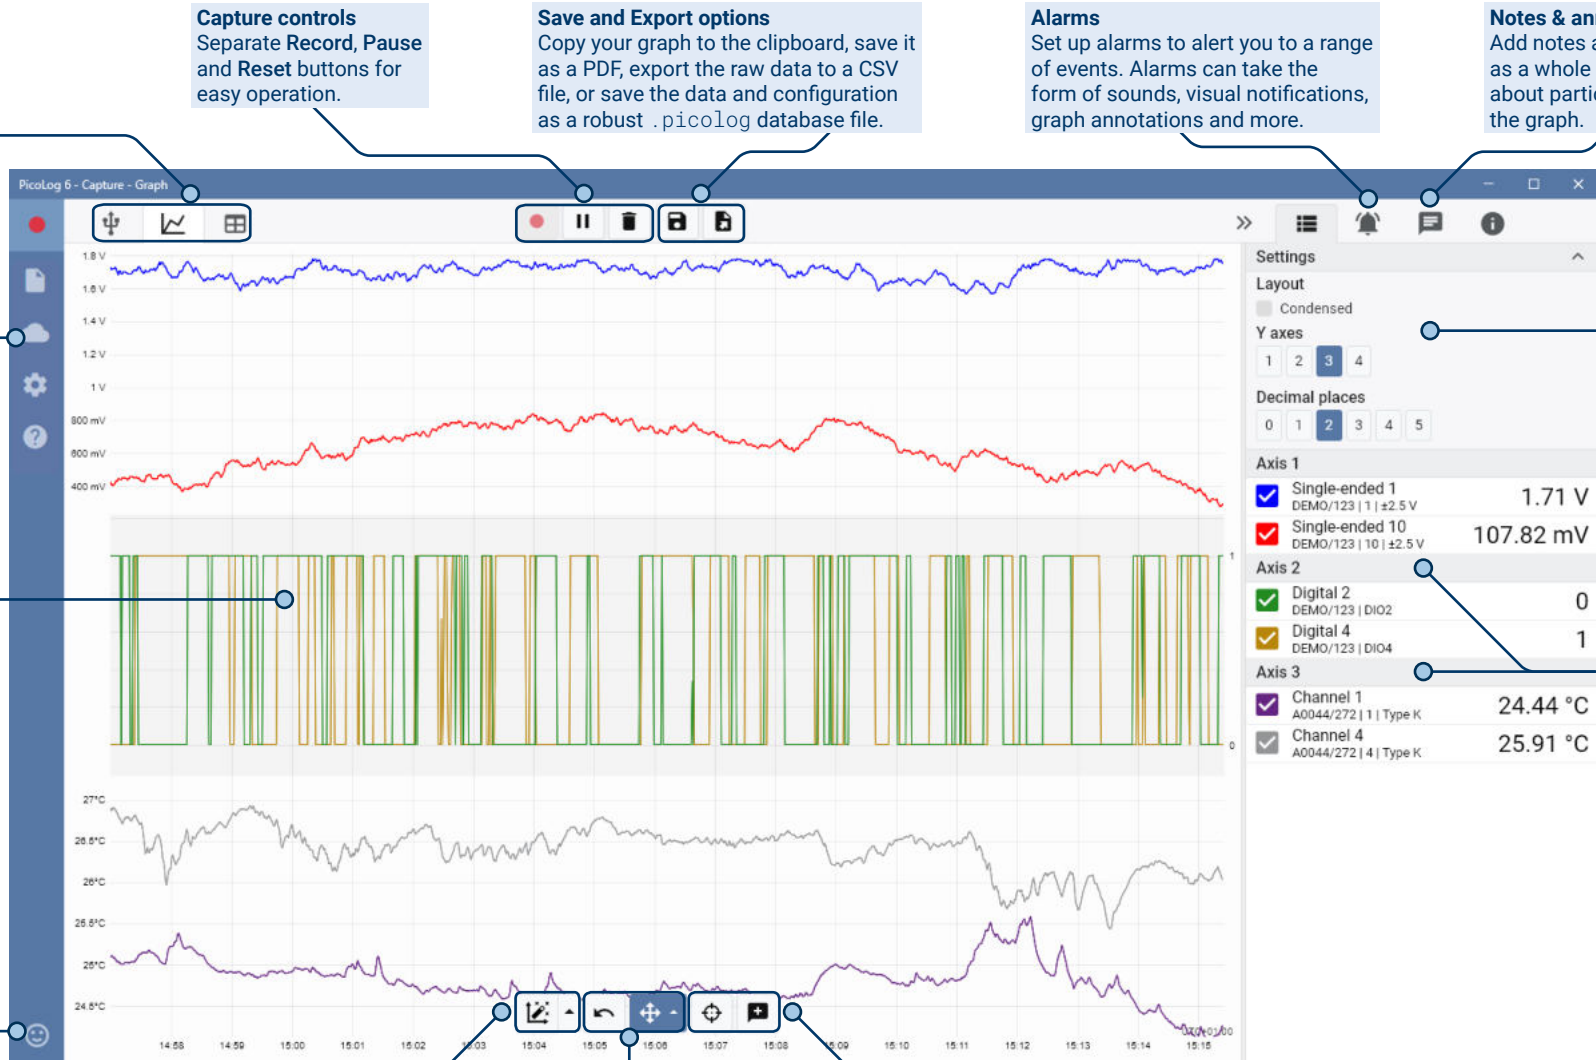 Capture controls
Separate Record, Pause
and Reset buttons for
easy operation.
Save and Export options
Copy your graph to the clipboard, save it
as a PDF, export the raw data to a CSV
file, or save the data and configuration
as a robust .picolog database file.
Alarms
Set up alarms to alert you to a range
of events. Alarms can take the
form of sounds, visual notifications,
graph annotations and more.
Notes &
Add notes
as a whole
about
the graph.
PicoLog 6 - Capture - Graph
1.8 V
1.6 V
1.4 V
1.2 V
1 V
800 mV
600 mV
400 mV
1
0
27°C
26.5°C
26°C
25.5°C
25°C
24.5°C
14:58 14:59 15:00 15:01 15:02 15:03 15:04 15:05 15:06 15:07 15:08 15:09 15:10 15:11 15:12 15:13 15:14 15:15
Settings
Layout
Condensed
Y axes
1 2 3 4
Decimal places
0 1 2 3 4 5
Axis 1
Single-ended 1 1.71 V
DEMO/123 | 1 | ±2.5 V
Single-ended 10 107.82 mV
DEMO/123 | 10 | ±2.5 V
Axis 2
Digital 2 0
DEMO/123 | DIO2
Digital 4 1
DEMO/123 | DIO4
Axis 3
Channel 1 24.44 °C
A0044/272 | 1 | Type K
Channel 4 25.91 °C
A0044/272 | 4 | Type K